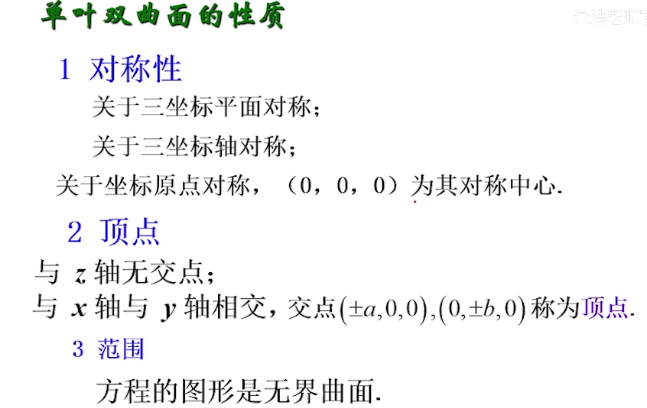 单叶双曲面的性质
1 对称性
关于三坐标平面对称；
关于三坐标轴对称；
关于坐标原点对称，（0，0，0）为其对称中心.
2 顶点
与 z 轴无交点；
与 x 轴与 y 轴相交，交点(±a,0,0),(0,±b,0)称为顶点.
3 范围
方程的图形是无界曲面.